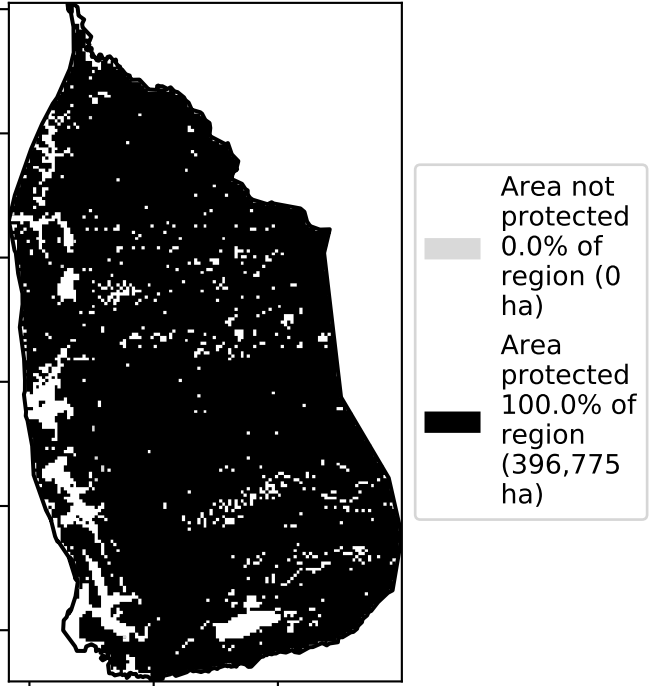 Area not
protected
0.0% of
region (0
ha)
Area
protected
100.0% of
region
(396,775
ha)